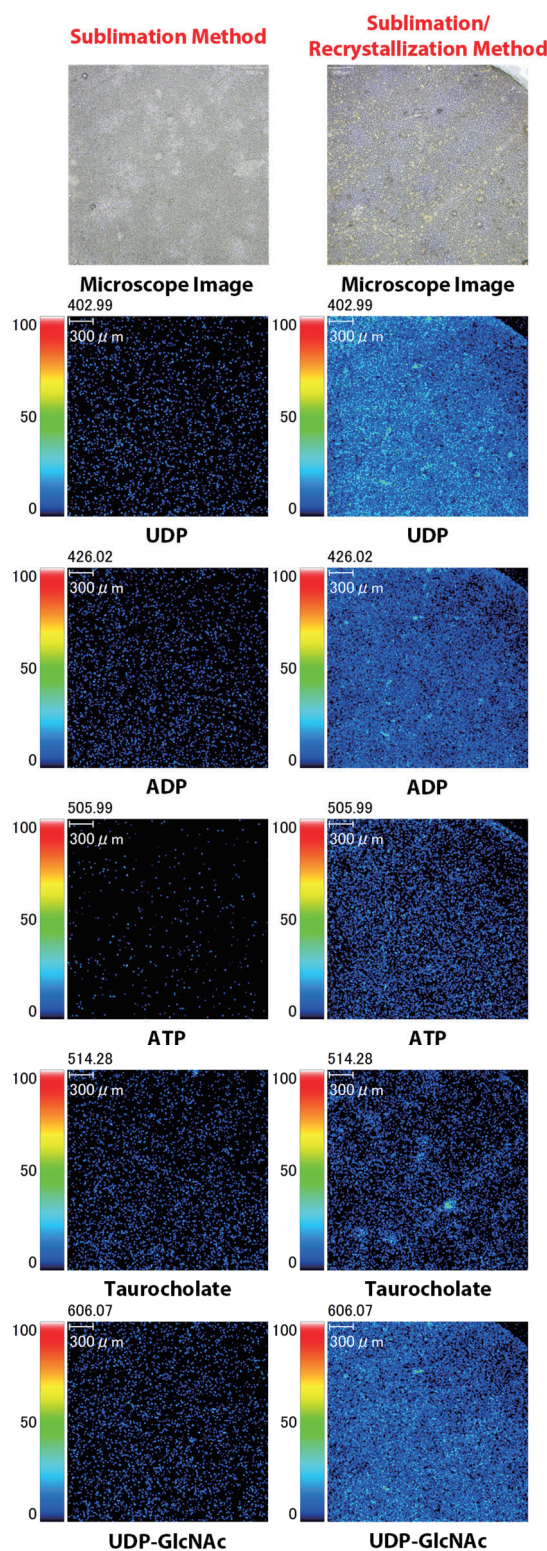 Sublimation Method
Sublimation/
Recrystallization Method
Microscope Image
Microscope Image
402.99
402.99
100
50
0
300 μm
100
50
0
300 μm
UDP
UDP
426.02
426.02
100
50
0
300 μm
100
50
0
300 μm
ADP
ADP
505.99
505.99
100
50
0
300 μm
100
50
0
300 μm
ATP
ATP
514.28
514.28
100
50
0
300 μm
100
50
0
300 μm
Taurocholate
Taurocholate
606.07
606.07
100
50
0
300 μm
100
50
0
300 μm
UDP-GlcNAc
UDP-GlcNAc